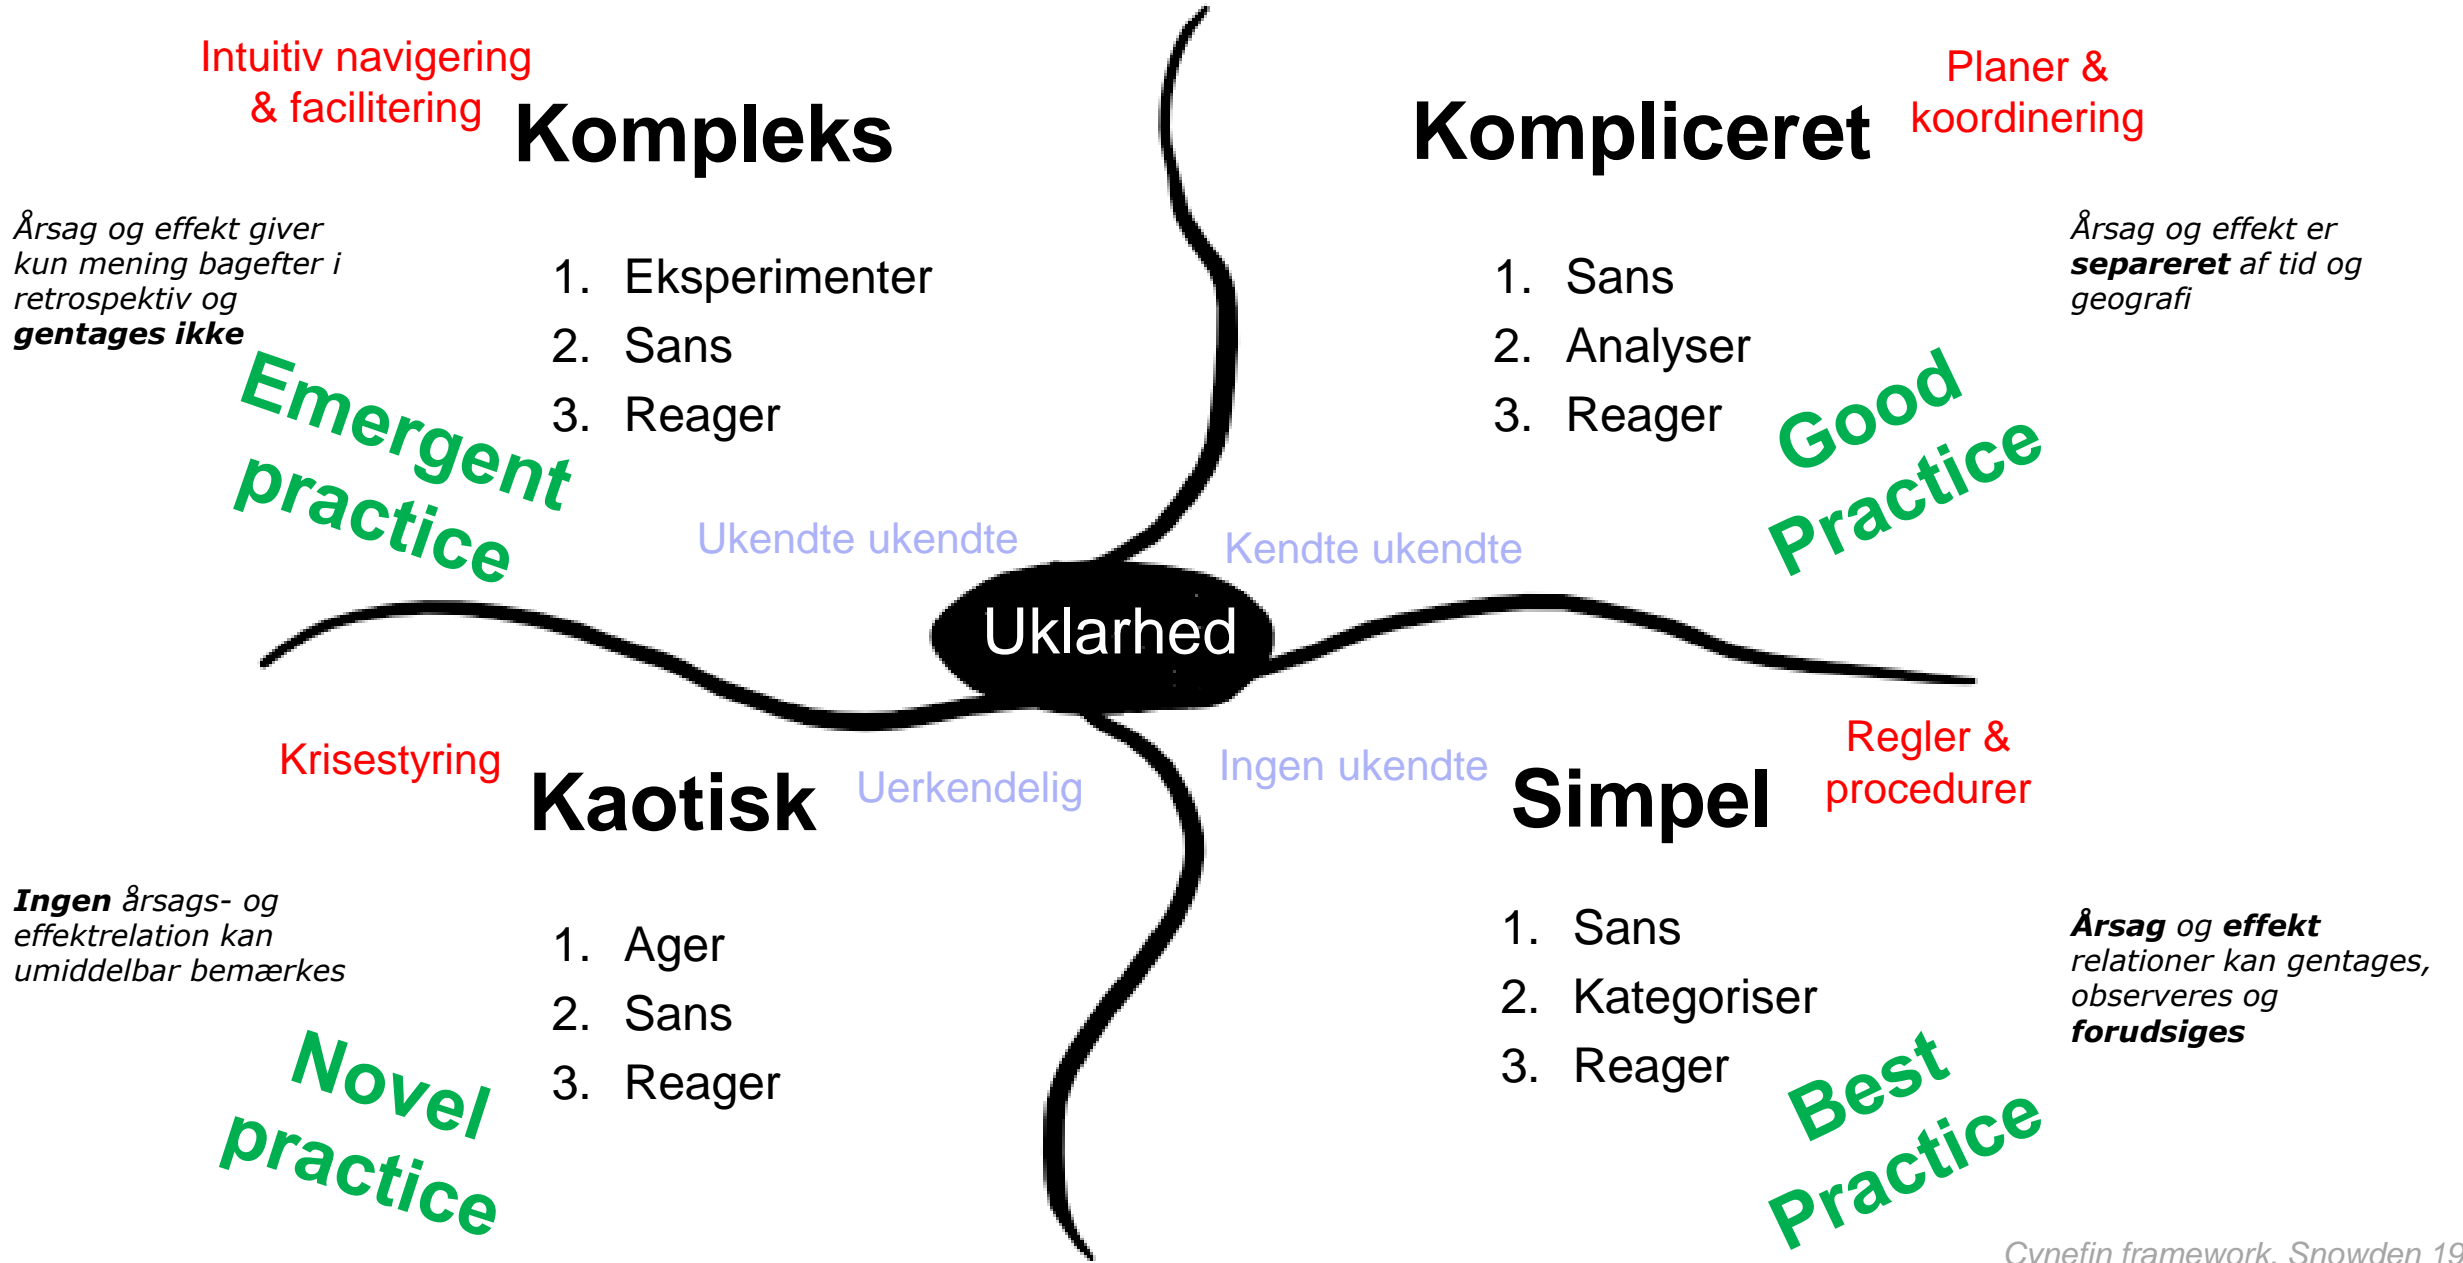 Intuitiv navigering
& facilitering
Kompleks
Årsag og effekt giver
kun mening bagefter i
retrospektiv og
gentages ikke
1. Eksperimenter
2. Sans
3. Reager
Emergent
practice
Ukendte ukendte
Kompliceret
Planer &
koordinering
1. Sans
2. Analyser
3. Reager
Årsag og effekt er
separeret af tid og
geografi
Good
Practice
Kendte ukendte
Uklarhed
Krisestyring
Kaotisk
Uerkendelig
Ingen årsags- og
effektrelation kan
umiddelbar bemærkes
1. Ager
2. Sans
3. Reager
Novel
practice
Ingen ukendte
Simpel
Regler &
procedurer
1. Sans
2. Kategoriser
3. Reager
Årsag og effekt
relationer kan gentages,
observeres og
forudsiges
Best
Practice
Cynefin framework, Snowden 19